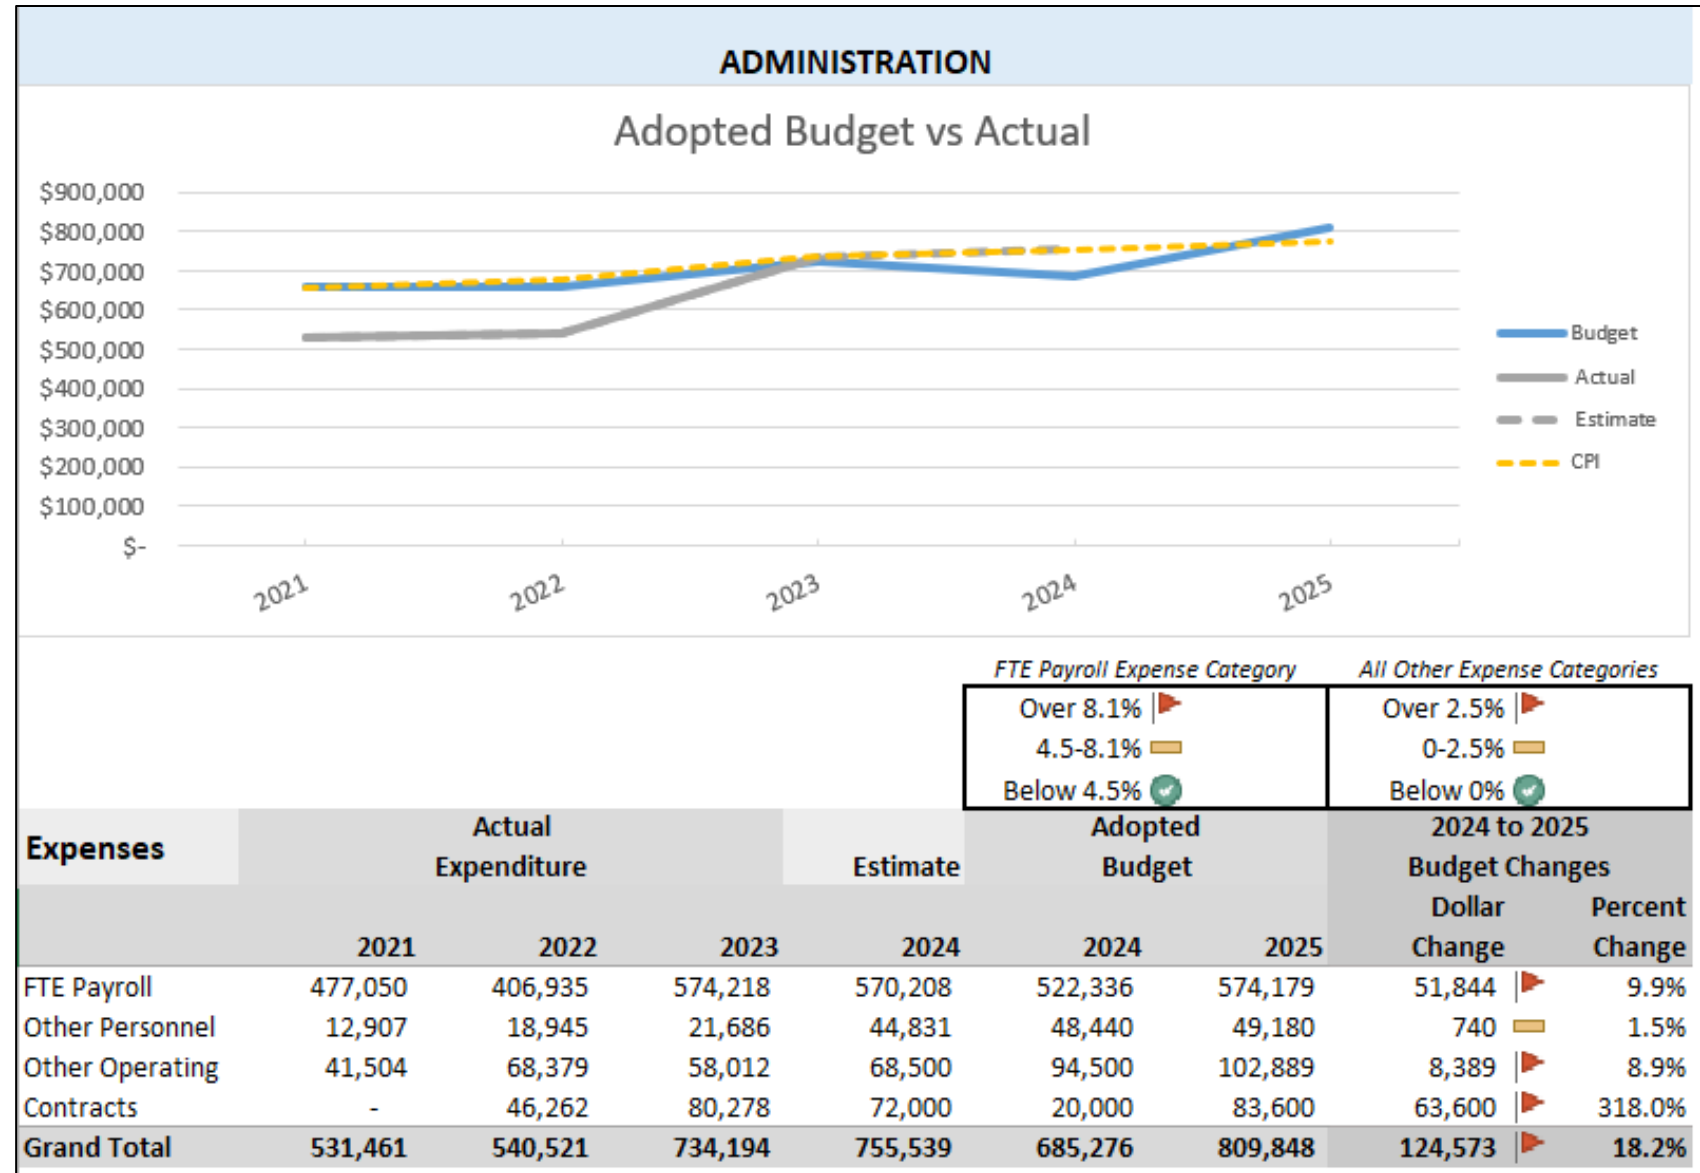 ADMINISTRATION
Adopted Budget vs Actual
$900,000
$800,000
$700,000
$600,000
$500,000
$400,000
$300,000
$200,000
$100,000
$-
2021 2022 2023 2024 2025
Budget
Actual
Estimate
CPI
FTE Payroll Expense Category All Other Expense Categories
Over 8.1% Over 2.5%
4.5-8.1% 0-2.5%
Below 4.5% Below 0%
Expenses Actual Expenditure Estimate Adopted Budget 2024 to 2025 Budget Changes
Dollar Percent
2021 2022 2023 2024 2024 2025 Change Change
FTE Payroll 477,050 406,935 574,218 570,208 522,336 574,179 51,844 9.9%
Other Personnel 12,907 18,945 21,686 44,831 48,440 49,180 740 1.5%
Other Operating 41,504 68,379 58,012 68,500 94,500 102,889 8,389 8.9%
Contracts - 46,262 80,278 72,000 20,000 83,600 63,600 318.0%
Grand Total 531,461 540,521 734,194 755,539 685,276 809,848 124,573 18.2%